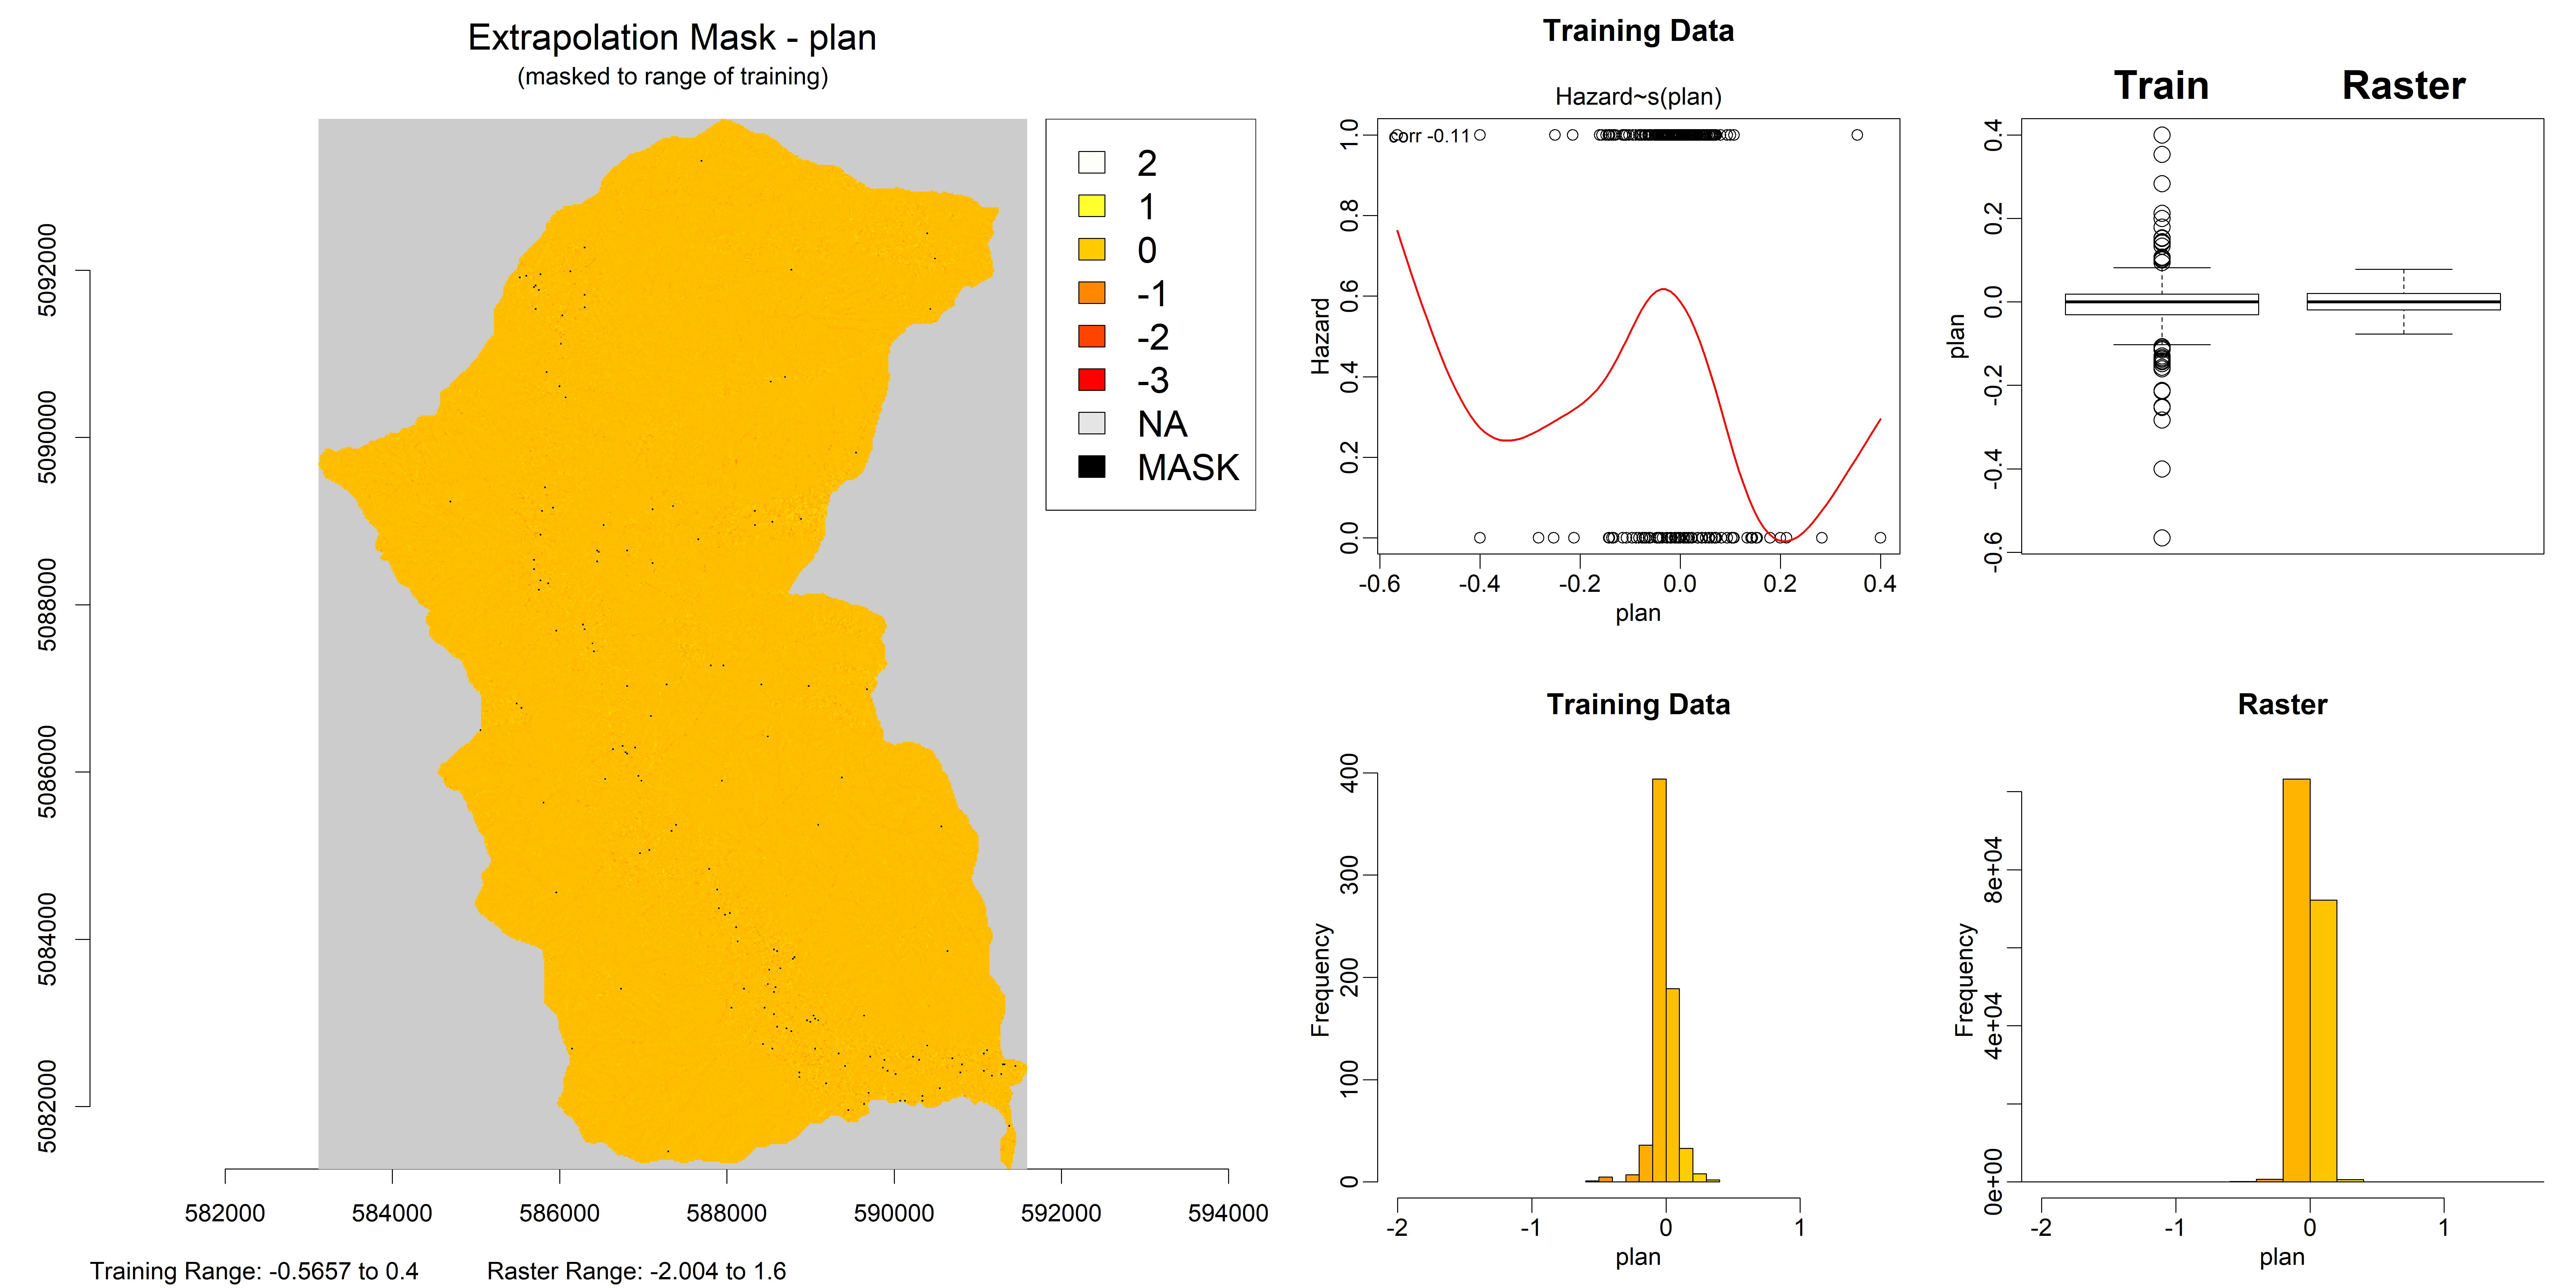 Extrapolation Mask - plan
(masked to range of training)
2
1
0
-1
-2
-3
NA
MASK
5092000
5090000
5088000
5086000
5084000
5082000
582000 584000 586000 588000 590000 592000 594000
Training Range: -0.5657 to 0.4 Raster Range: -2.004 to 1.6
Training Data
Hazard~s(plan)
corr -0.11
Hazard
1.0
0.8
0.6
0.4
0.2
0.0
-0.6 -0.4 -0.2 0.0 0.2 0.4
plan
Train Raster
plan
0.4
0.2
0.0
-0.2
-0.4
-0.6
Training Data
Frequency
400
300
200
100
0
-2 -1 0 1
plan
Raster
Frequency
8e+04
4e+04
0e+00
-2 -1 0 1
plan